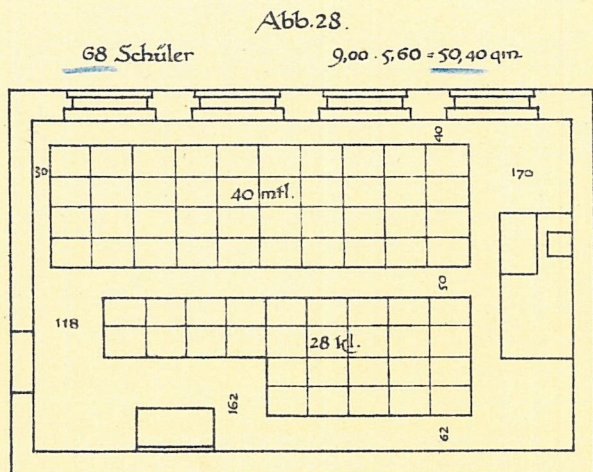 Abb. 28.
68 Schüler
9,00 · 5,60 = 50,40 qm
40
30
170
40 mtl.
50
118
28 kl.
162
62